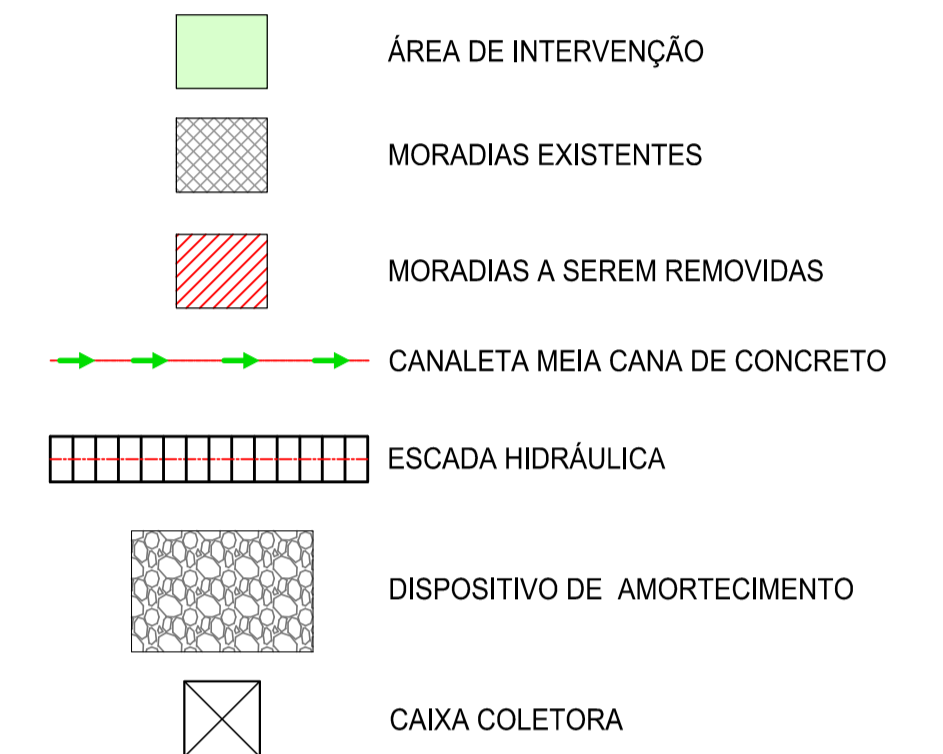 ÁREA DE INTERVENÇÃO
MORADIAS EXISTENTES
MORADIAS A SEREM REMOVIDAS
CANALETA MEIA CANA DE CONCRETO
ESCADA HIDRÁULICA
DISPOSITIVO DE AMORTECIMENTO
CAIXA COLETORA